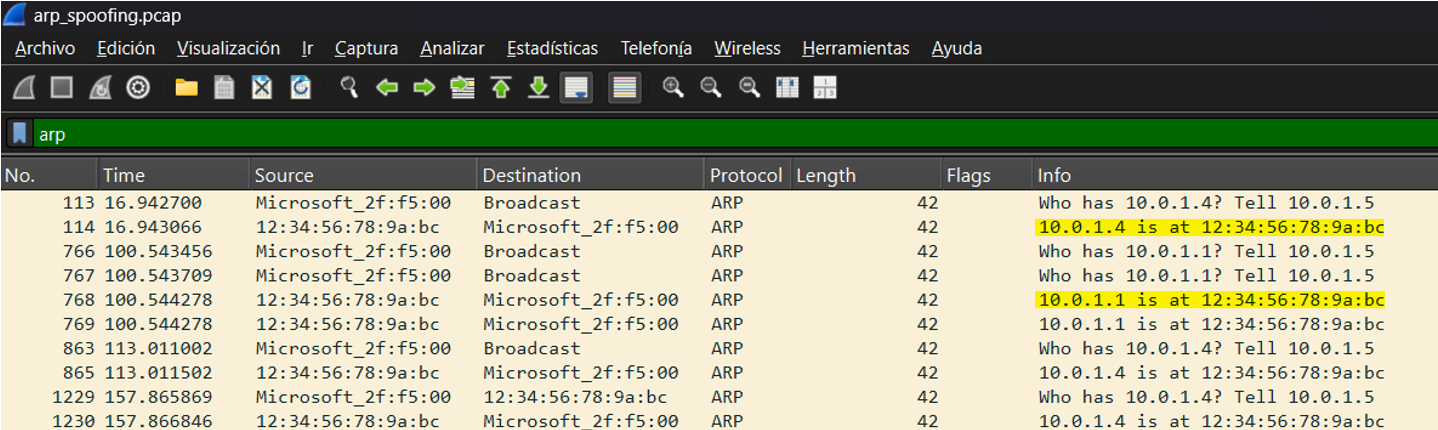 arp_spoofing.pcap
Archivo Edición Visualización Ir Captura Analizar Estadísticas Telefonía Wireless Herramientas Ayuda
arp
No. Time Source Destination Protocol Length Flags Info
113 16.942700 Microsoft_2f:f5:00 Broadcast ARP 42 Who has 10.0.1.4? Tell 10.0.1.5
114 16.943066 12:34:56:78:9a:bc Microsoft_2f:f5:00 ARP 42 10.0.1.4 is at 12:34:56:78:9a:bc
766 100.543456 Microsoft_2f:f5:00 Broadcast ARP 42 Who has 10.0.1.1? Tell 10.0.1.5
767 100.543709 Microsoft_2f:f5:00 Broadcast ARP 42 Who has 10.0.1.1? Tell 10.0.1.5
768 100.544278 12:34:56:78:9a:bc Microsoft_2f:f5:00 ARP 42 10.0.1.1 is at 12:34:56:78:9a:bc
769 100.544278 12:34:56:78:9a:bc Microsoft_2f:f5:00 ARP 42 10.0.1.1 is at 12:34:56:78:9a:bc
863 113.011002 Microsoft_2f:f5:00 Broadcast ARP 42 Who has 10.0.1.4? Tell 10.0.1.5
865 113.011502 12:34:56:78:9a:bc Microsoft_2f:f5:00 ARP 42 10.0.1.4 is at 12:34:56:78:9a:bc
1229 157.865869 Microsoft_2f:f5:00 12:34:56:78:9a:bc ARP 42 Who has 10.0.1.4? Tell 10.0.1.5
1230 157.866846 12:34:56:78:9a:bc Microsoft_2f:f5:00 ARP 42 10.0.1.4 is at 12:34:56:78:9a:bc